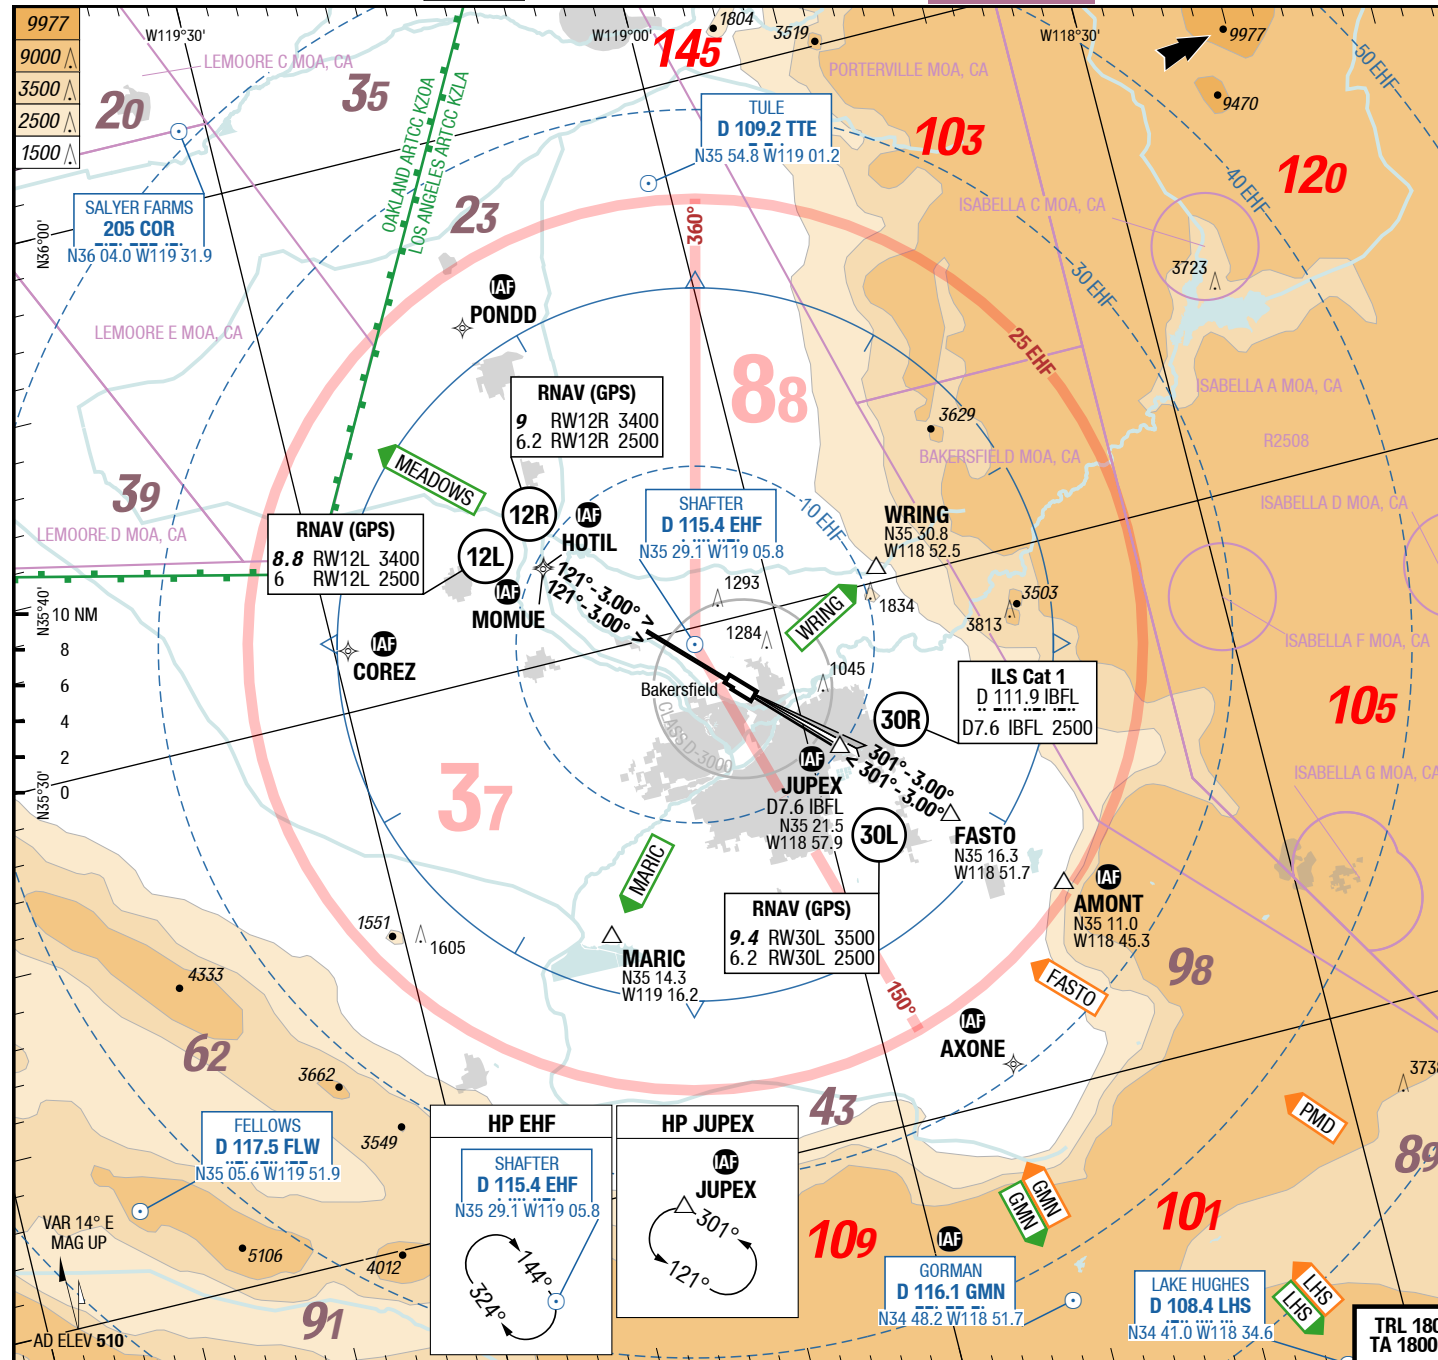 9977
9000
3500
2500
1500
W119°30'
W119°00'
W118°30'
1804
3519
145
9977
9470
50 EHF
LEMOORE C MOA, CA
20
35
PORTERVILLE MOA, CA
TULE
D 109.2 TTE
N35 54.8 W119 01.2
103
120
40 EHF
OAKLAND ARTCC KZOA
LOS ANGELES ARTCC KZLA
SALYER FARMS
205 COR
N36 04.0 W119 31.9
N36°00'
23
360°
ISABELLA C MOA, CA
3723
30 EHF
IAF
PONDD
LEMOORE E MOA, CA
25 EHF
88
RNAV (GPS)
9 RW12R 3400
6.2 RW12R 2500
ISABELLA A MOA, CA
3629
R2508
BAKERSFIELD MOA, CA
MEADOWS
39
LEMOORE D MOA, CA
SHAFTER
D 115.4 EHF
N35 29.1 W119 05.8
10 EHF
ISABELLA D MOA, CA
WRING
N35 30.8
W118 52.5
12R
IAF
HOTIL
RNAV (GPS)
8.8 RW12L 3400
6 RW12L 2500
12L
IAF
MOMUE
121°-3.00° >
121°-3.00° >
1293
1834
WRING
3503
3813
1284
N35°40'
10 NM
8
6
4
2
0
N35°30'
IAF
COREZ
ISABELLA F MOA, CA
1045
Bakersfield
CLASS D-3000
ILS Cat 1
D 111.9 IBFL
D7.6 IBFL 2500
30R
105
301°-3.00°
< 301°-3.00°
IAF
JUPEX
D7.6 IBFL
N35 21.5
W118 57.9
ISABELLA G MOA, CA
37
30L
FASTO
N35 16.3
W118 51.7
MARIC
IAF
AMONT
N35 11.0
W118 45.3
RNAV (GPS)
9.4 RW30L 3500
6.2 RW30L 2500
1551
1605
MARIC
N35 14.3
W119 16.2
98
FASTO
4333
150°
IAF
AXONE
62
3662
43
3738
PMD
FELLOWS
D 117.5 FLW
N35 05.6 W119 51.9
3549
HP EHF
SHAFTER
D 115.4 EHF
N35 29.1 W119 05.8
144°
324°
HP JUPEX
IAF
JUPEX
301°
121°
89
GMN
GMN
101
109
IAF
GORMAN
D 116.1 GMN
N34 48.2 W118 51.7
VAR 14° E
MAG UP
5106
4012
91
AD ELEV 510
LAKE HUGHES
D 108.4 LHS
N34 41.0 W118 34.6
LHS
LHS
TRL 180
TA 1800